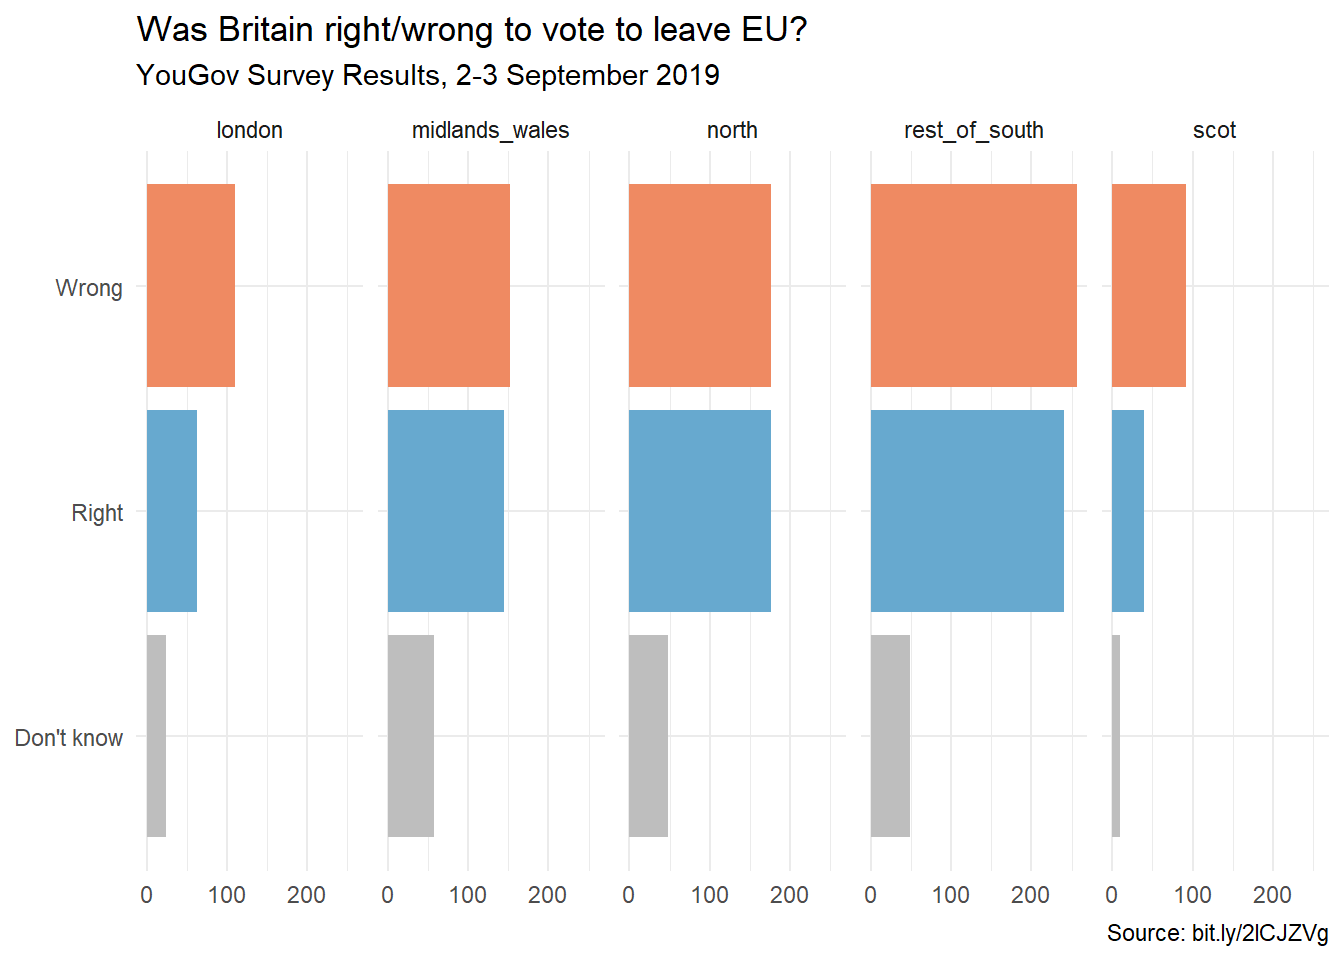 Was Britain right/wrong to vote to leave EU?
YouGov Survey Results, 2-3 September 2019
london midlands_wales north rest_of_south scot
Wrong
Right
Don't know
0 100 200 0 100 200 0 100 200 0 100 200 0 100 200
Source: bit.ly/2lCJZVg